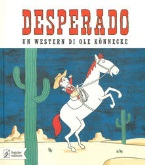 DESPERADO
UN WESTERN DI OLE KÖNNECKE